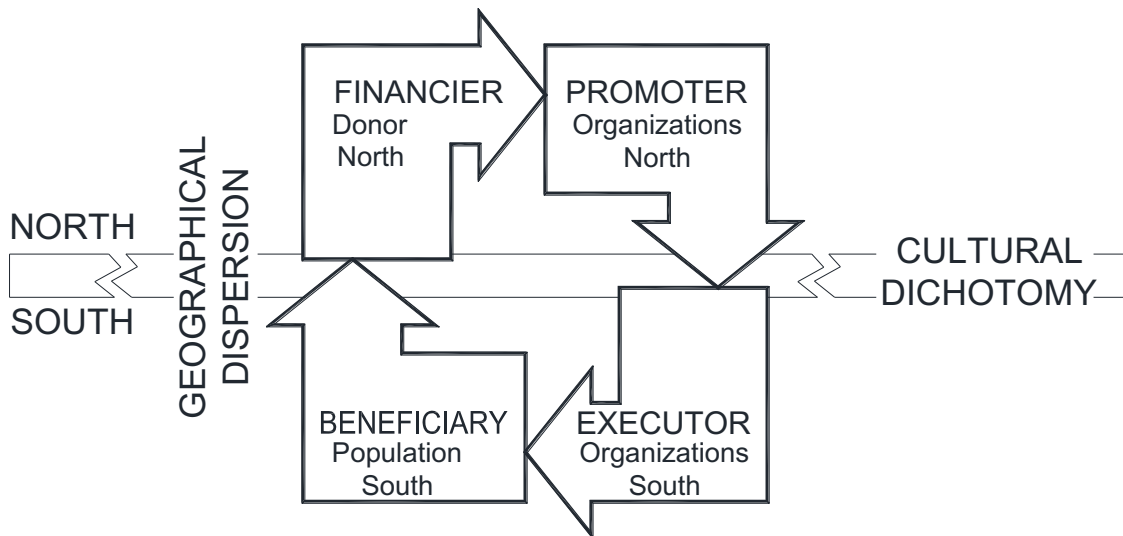 FINANCIER
Donor
North
PROMOTER
Organizations
North
NORTH
SOUTH
GEOGRAPHICAL
DISPERSION
CULTURAL
DICHOTOMY
BENEFICIARY
Population
South
EXECUTOR
Organizations
South